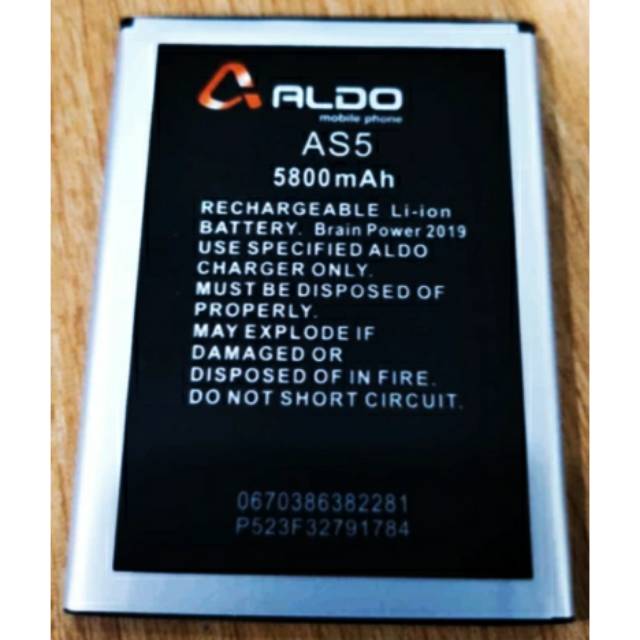 ALDO
mobile phone
AS5
5800mAh
RECHARGEABLE Li-ion
BATTERY. Brain Power 2019
USE SPECIFIED ALDO
CHARGER ONLY.
MUST BE DISPOSED OF
PROPERLY.
MAY EXPLODE IF
DAMAGED OR
DISPOSED OF IN FIRE.
DO NOT SHORT CIRCUIT.
0670386382281
P523F32791784